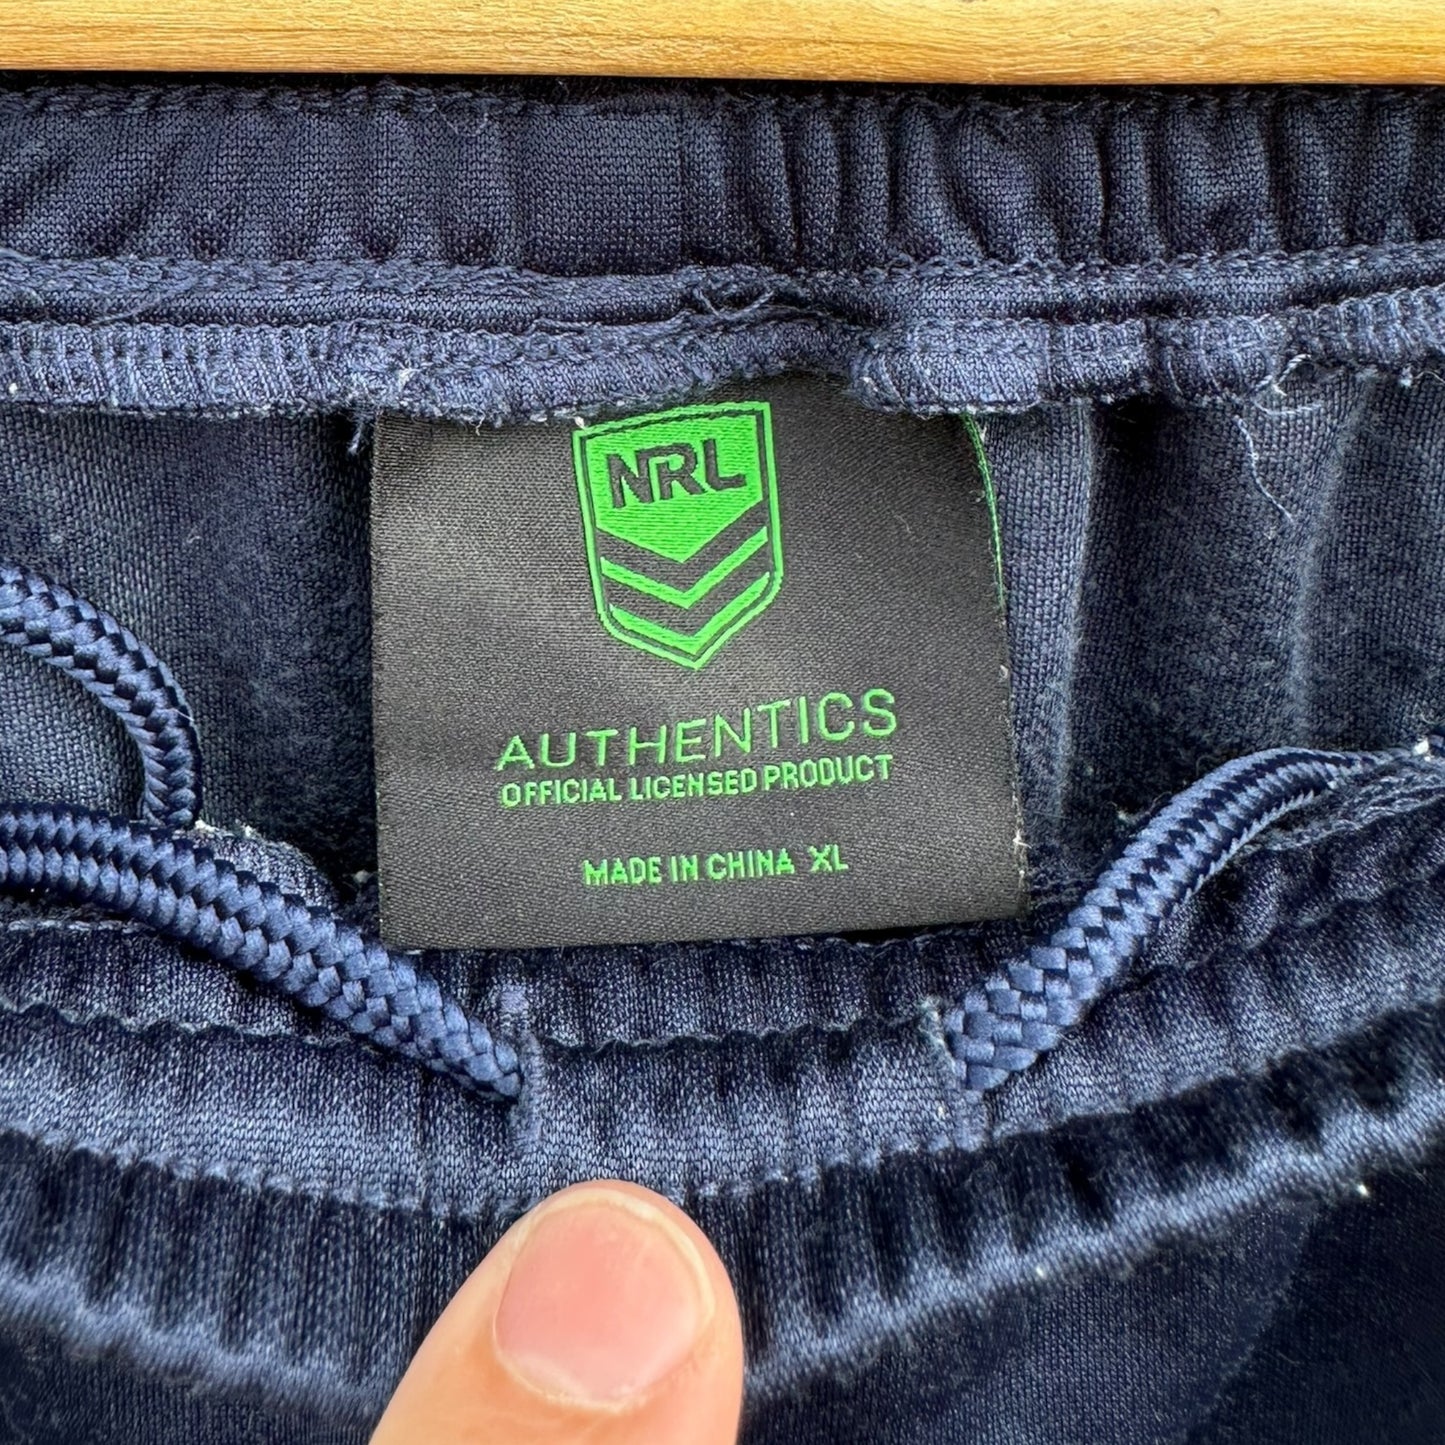 NRL
AUTHENTICS
OFFICIAL LICENSED PRODUCT
MADE IN CHINA XL